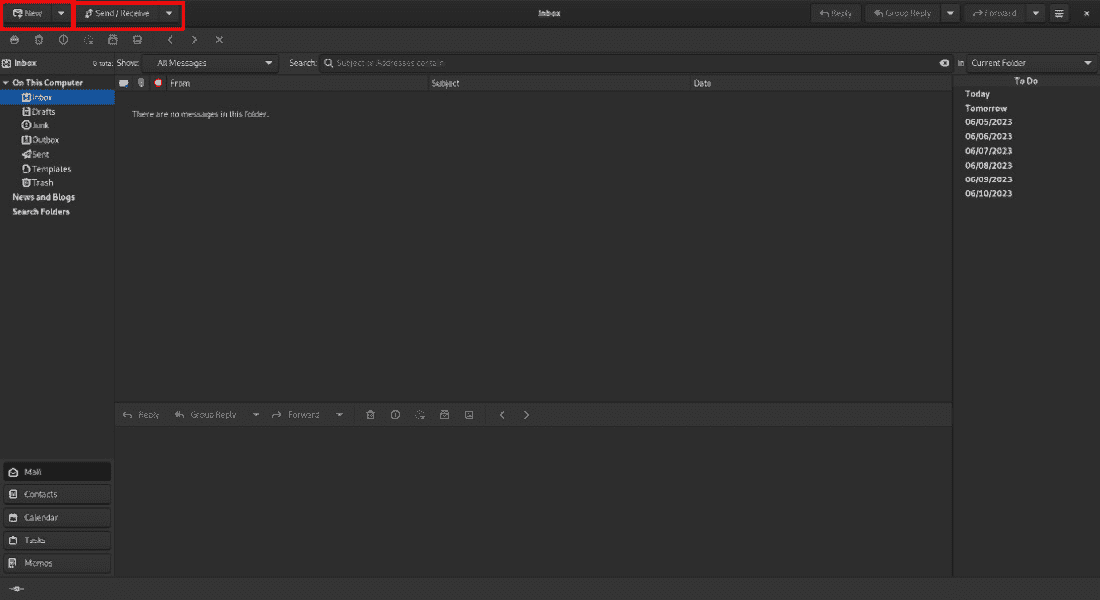 New Send / Receive Inbox Reply Group Reply Forward
Inbox 0 total Show: All Messages Search: Subject or Addresses contain in Current Folder
On This Computer From Subject Date To Do
Inbox
Drafts
Junk
Outbox
Sent
Templates
Trash
News and Blogs
Search Folders
There are no messages in this folder.
Today
Tomorrow
06/05/2023
06/06/2023
06/07/2023
06/08/2023
06/09/2023
06/10/2023
Reply Group Reply Forward
Mail
Contacts
Calendar
Tasks
Memos